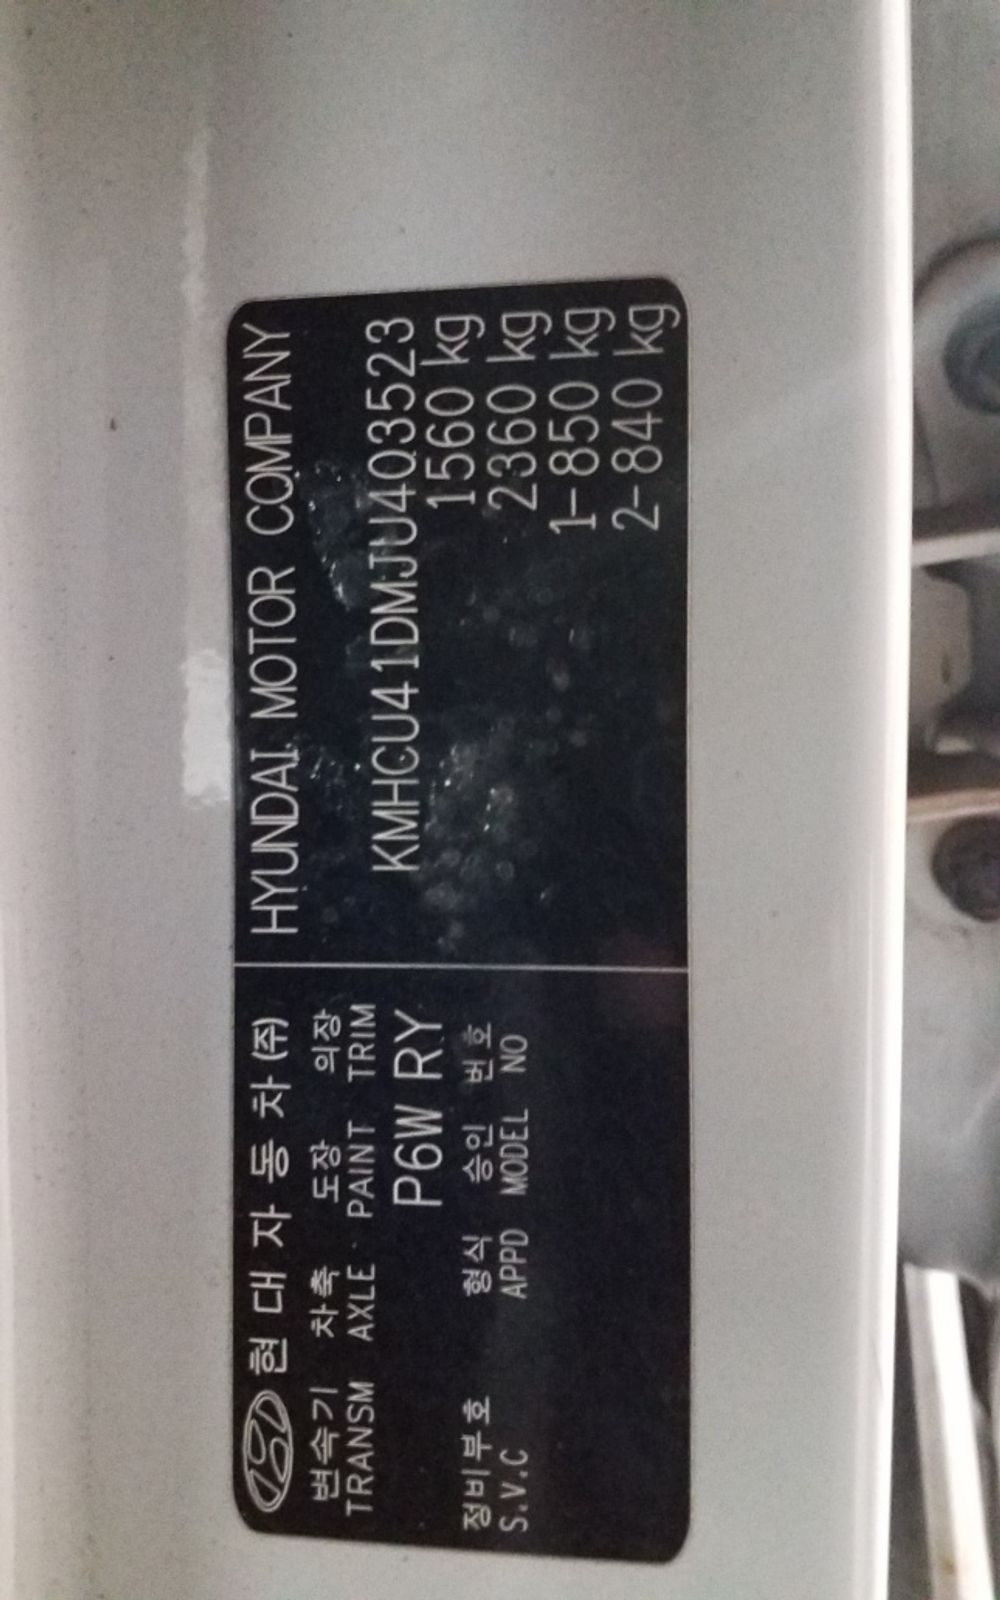 현 대 자 동 차 (주)
변속기 차축 도장 의장
TRANSM AXLE PAINT TRIM
P6W RY
정비부호 형식 승인 번호
S.V.C APPD MODEL NO
HYUNDAI MOTOR COMPANY
KMHCU41DMJU403523
1560 kg
2360 kg
1-850 kg
2-840 kg